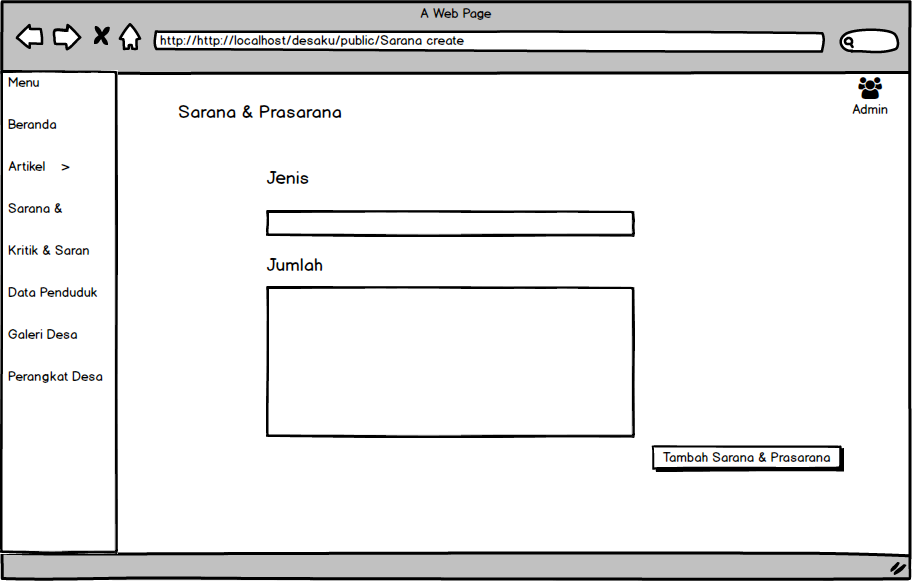 A Web Page
http://http://localhost/desaku/public/Sarana create
Menu
Beranda
Artikel >
Sarana &
Kritik & Saran
Data Penduduk
Galeri Desa
Perangkat Desa
Admin
Sarana & Prasarana
Jenis
Jumlah
Tambah Sarana & Prasarana